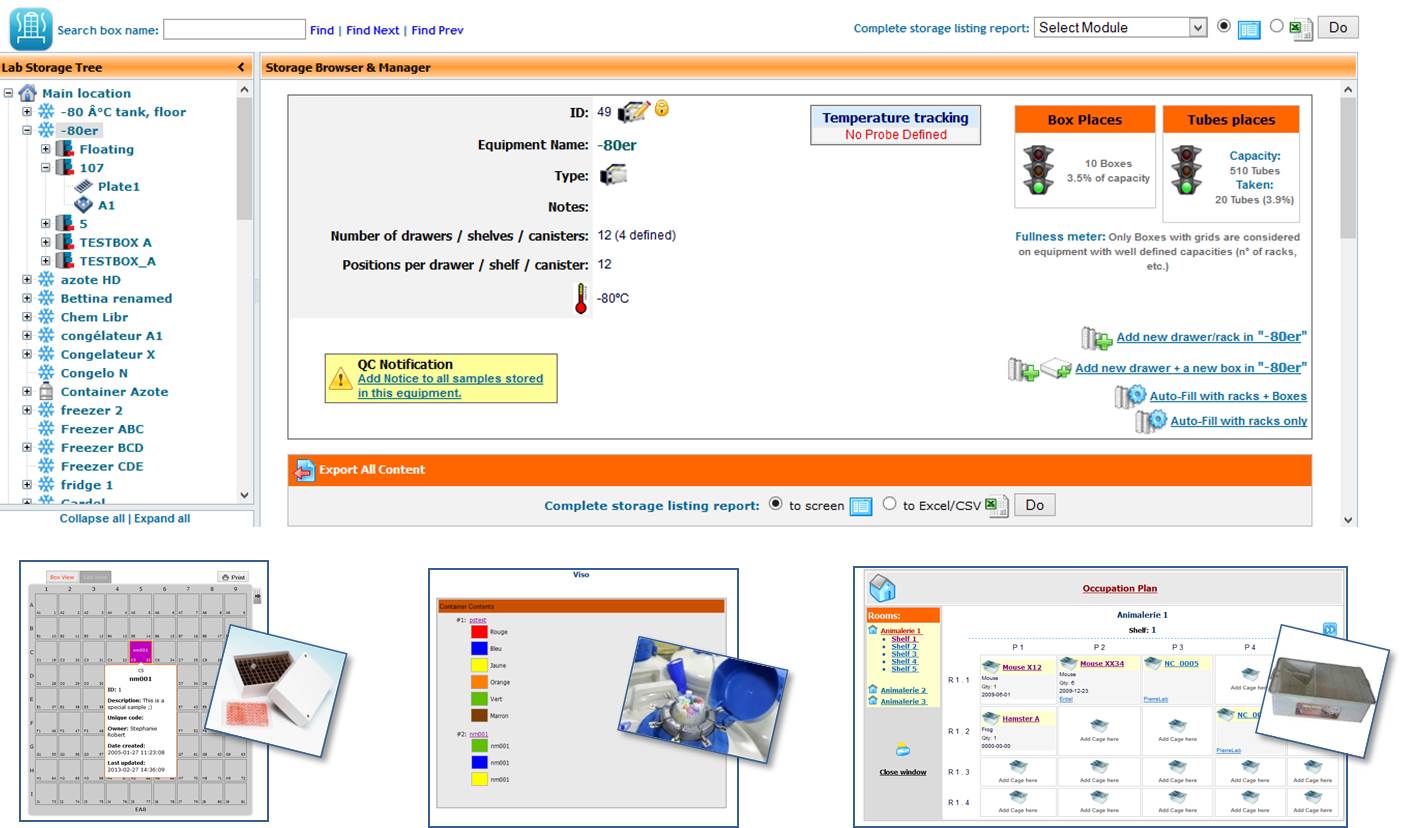 Search box name:
Find | Find Next | Find Prev
Complete storage listing report:
Select Module
Do
Lab Storage Tree
Main location
-80 Â°C tank, floor
-80er
Floating
107
Plate1
A1
5
TESTBOX A
TESTBOX_A
azote HD
Bettina renamed
Chem Libr
congélateur A1
Congelateur X
Congelo N
Container Azote
freezer 2
Freezer ABC
Freezer BCD
Freezer CDE
fridge 1
Collapse all | Expand all
Storage Browser & Manager
ID: 49
Equipment Name: -80er
Type:
Notes:
Number of drawers / shelves / canisters: 12 (4 defined)
Positions per drawer / shelf / canister: 12
-80°C
Temperature tracking
No Probe Defined
Box Places
10 Boxes
3.5% of capacity
Tubes places
Capacity:
510 Tubes
Taken:
20 Tubes (3.9%)
Fullness meter: Only Boxes with grids are considered
on equipment with well defined capacities (n° of racks,
etc.)
QC Notification
Add Notice to all samples stored
in this equipment.
Add new drawer/rack in "-80er"
Add new drawer + a new box in "-80er"
Auto-Fill with racks + Boxes
Auto-Fill with racks only
Export All Content
Complete storage listing report: to screen to Excel/CSV Do
Box View
Print
1 2 3 4 5 6 7 8 9
nm001
C5
nm001
ID: 1
Description: This is a
special sample ;)
Unique code:
Owner: Stephanie
Robert
Date created:
2005-01-27 11:23:08
Last updated:
2013-02-27 14:36:09
Viso
Container Contents
#1: pstest
Rouge
Bleu
Jaune
Orange
Vert
Marron
#2: nm001
nm001
nm001
nm001
Occupation Plan
Rooms:
Animalerie 1
Shelf 1
Shelf 2
Shelf 3
Shelf 4
Shelf 5
Animalerie 2
Animalerie 3
Close window
Animalerie 1
Shelf: 1
P 1 P 2 P 3 P 4
R 1 . 1
Mouse X12
Mouse
Qty: 1
2009-06-01
Mouse XX34
Mouse
Qty: 6
2009-12-23
NC_0005
PierreLab
Add Cage
R 1 . 2
Hamster A
Frog
Qty: 1
0000-00-00
Add Cage here
Add Cage here
PierreLab
R 1 . 3
Add Cage here Add Cage here Add Cage here Add Cage here Add Cage here
R 1 . 4
Add Cage here Add Cage here Add Cage here Add Cage here Add Cage here